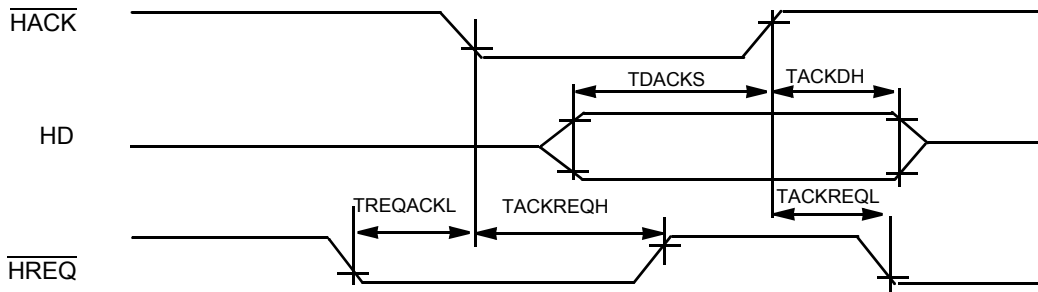 HACK
TDACKS TACKDH
HD
TREQACKL TACKREQH TACKREQL
HREQ